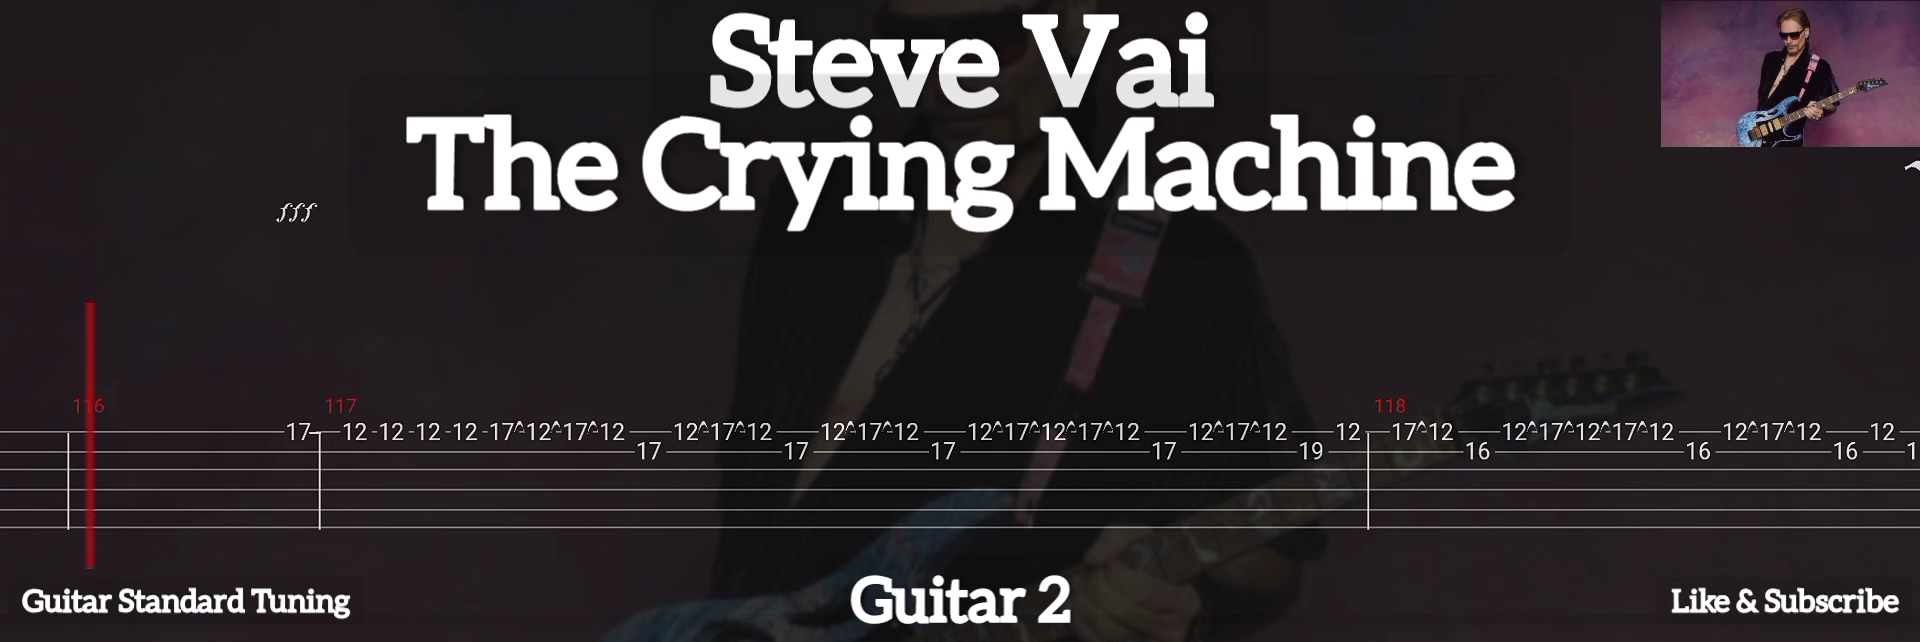 Steve Vai
The Crying Machine
fff
116 117 118
17 12 12 12 12 17^12^17^12 12^17^12 12^17^12 12^17^12^17^12 12^17^12 12 17^12 12^17^12^17^12 12^17^12 12
17 17 17 17 19 16 16 16
Guitar Standard Tuning
Guitar 2
Like & Subscribe